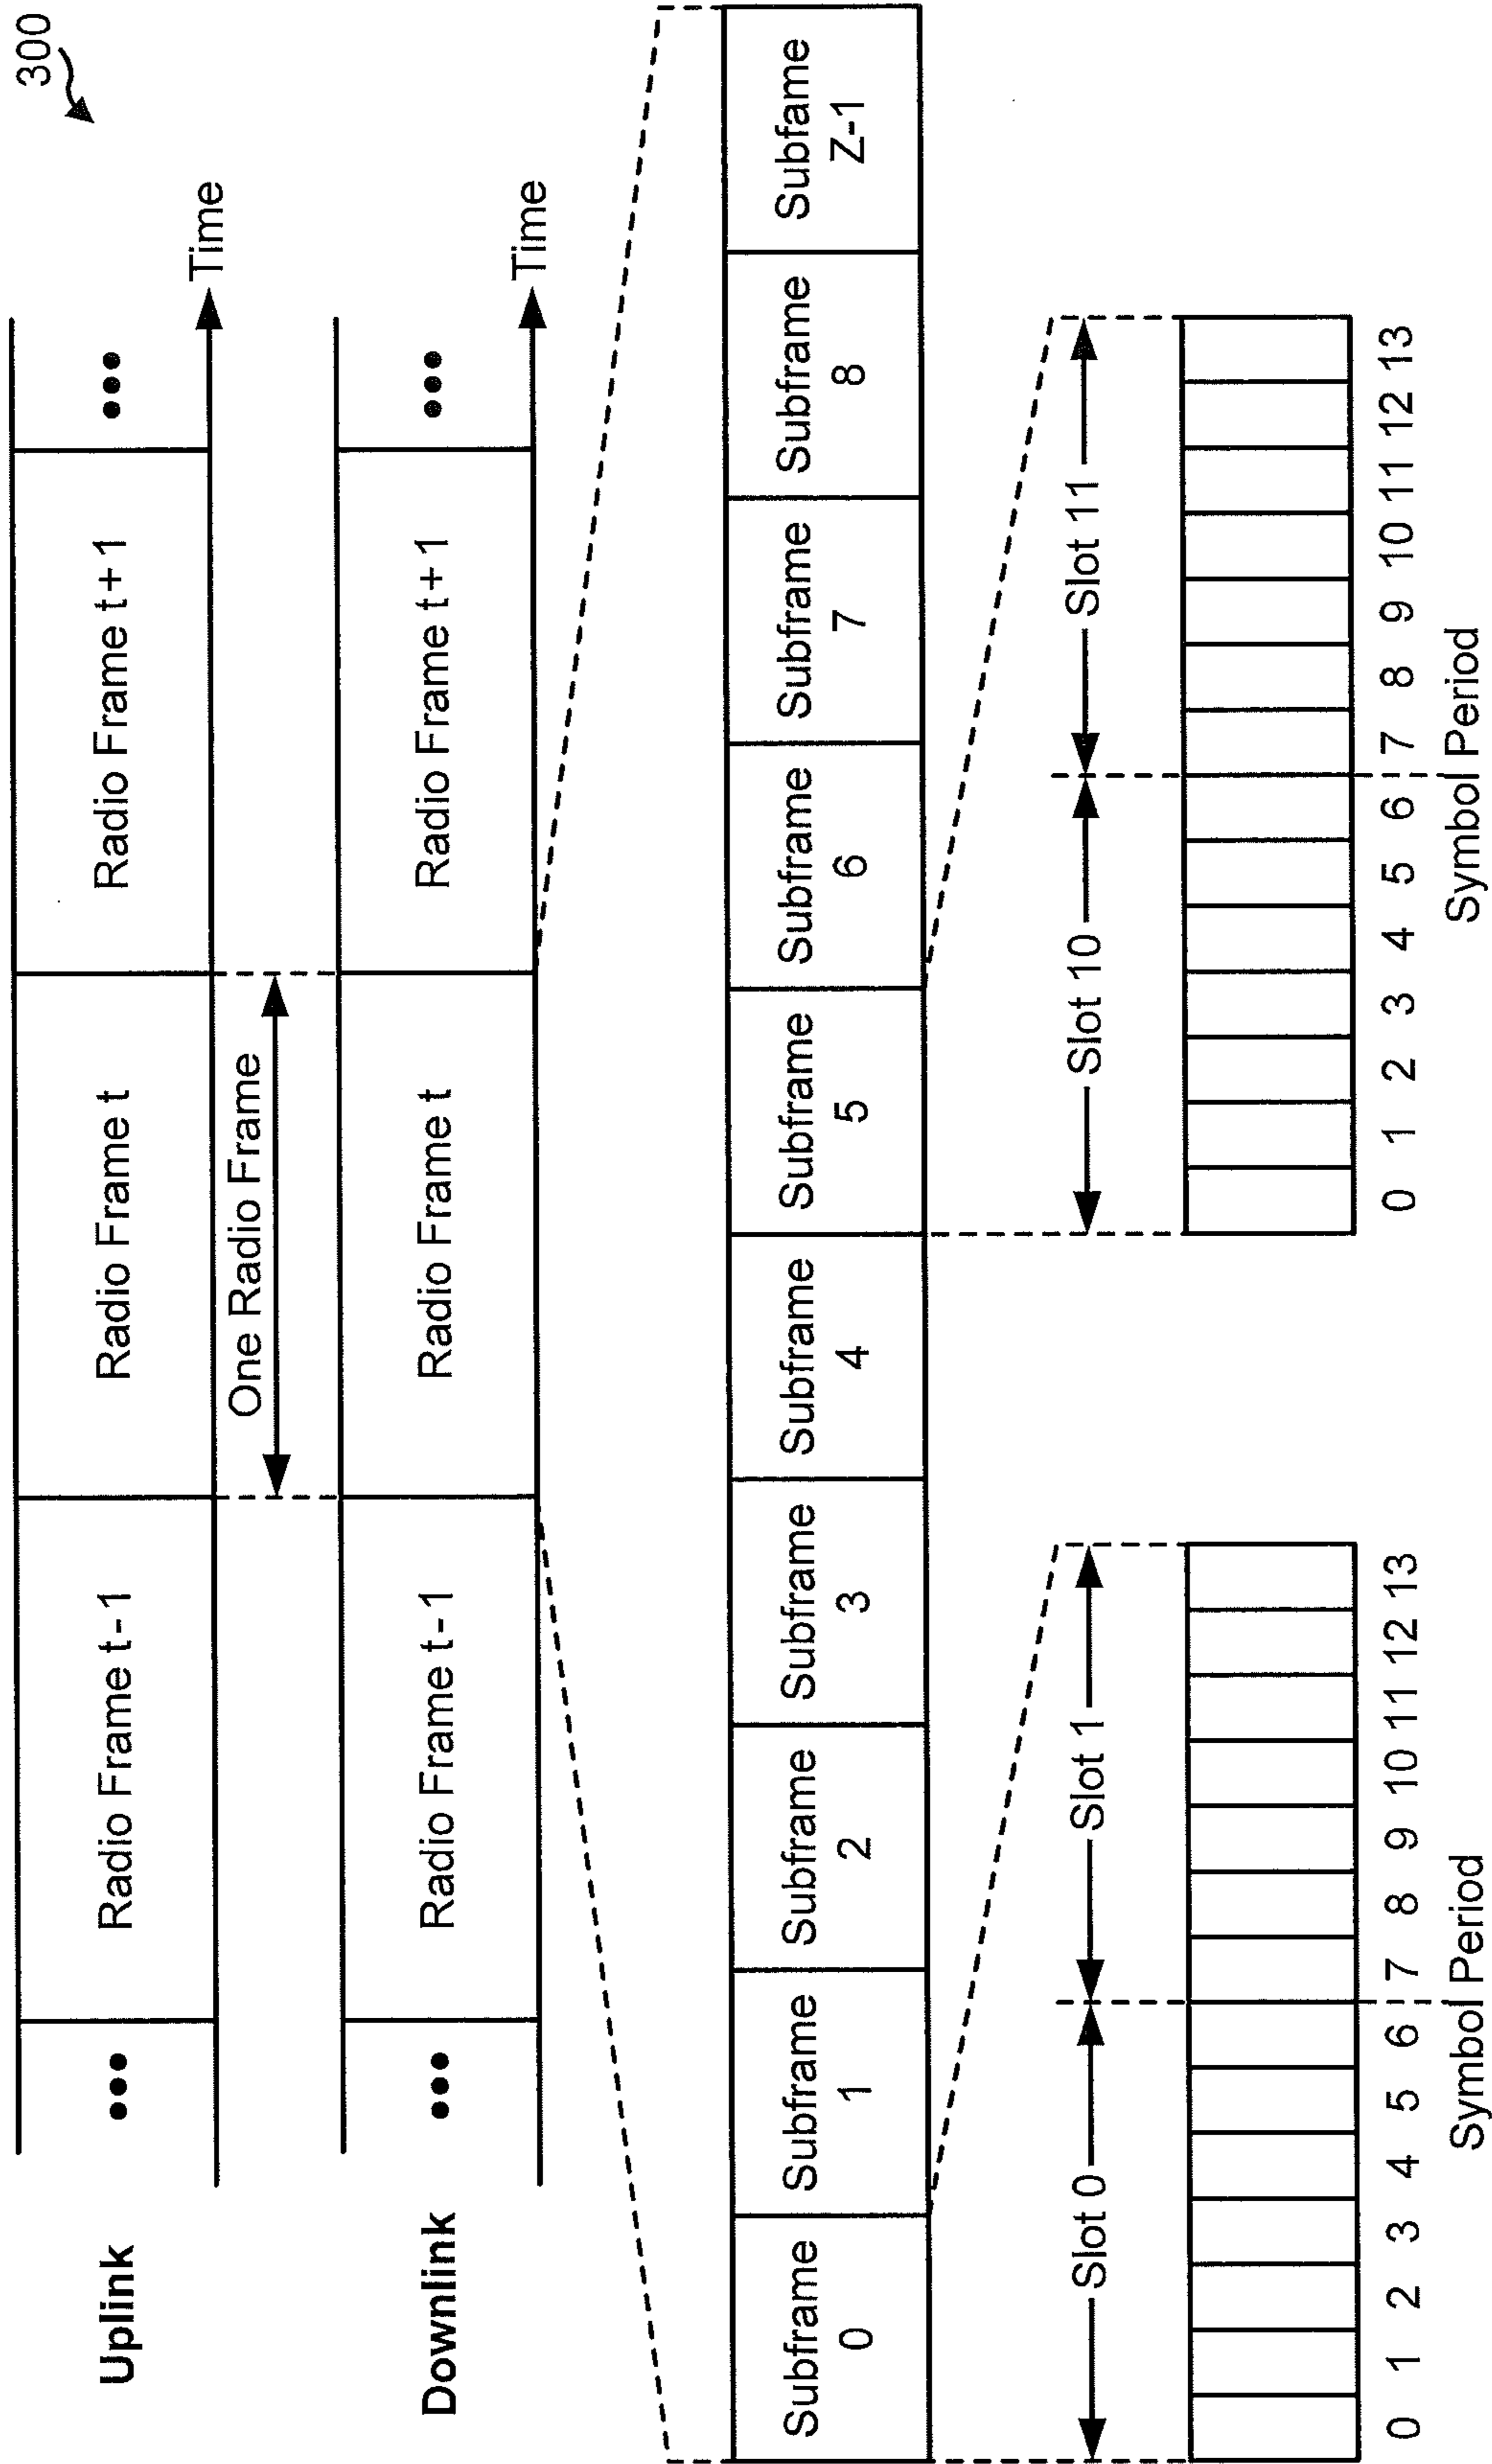 300
Uplink
•••
Radio Frame t-1
Radio Frame t
Radio Frame t+1
•••
Time
One Radio Frame
Downlink
•••
Radio Frame t-1
Radio Frame t
Radio Frame t+1
•••
Time
Subframe
0
Subframe
1
Subframe
2
Subframe
3
Subframe
4
Subframe
5
Subframe
6
Subframe
7
Subframe
8
Subfame
Z-1
Slot 0
Slot 1
0 1 2 3 4 5 6 7 8 9 10 11 12 13
Symbol Period
Slot 10
Slot 11
0 1 2 3 4 5 6 7 8 9 10 11 12 13
Symbol Period